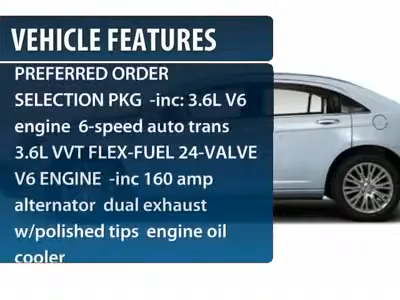 VEHICLE FEATURES
PREFERRED ORDER
SELECTION PKG -inc: 3.6L V6
engine 6-speed auto trans
3.6L VVT FLEX-FUEL 24-VALVE
V6 ENGINE -inc 160 amp
alternator dual exhaust
w/polished tips engine oil
cooler